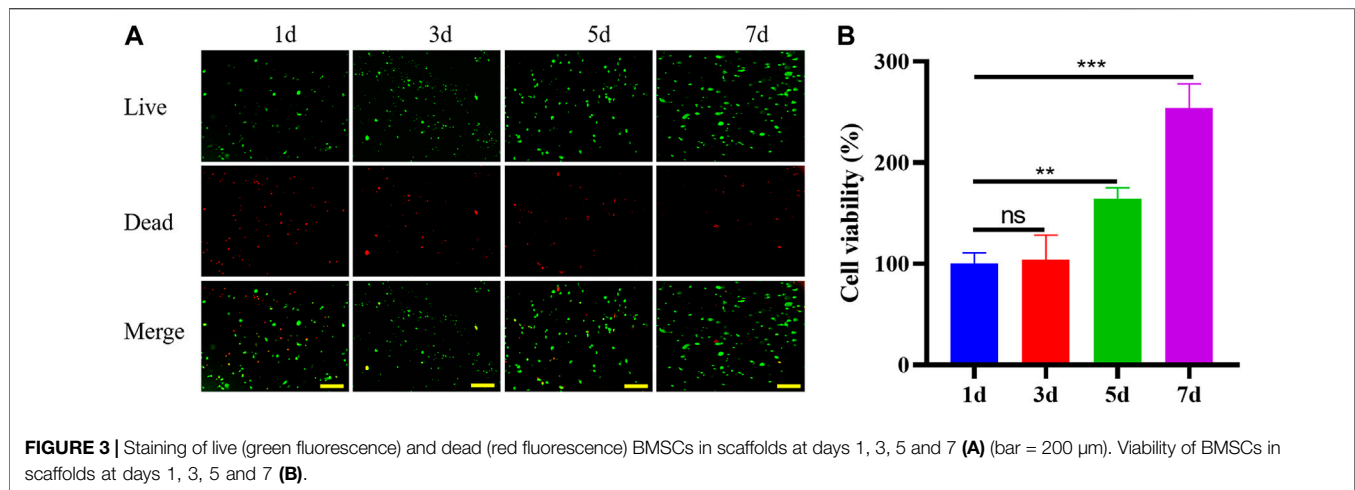 A
1d 3d 5d 7d
Live
Dead
Merge
B
Cell viability (%)
300
200
100
0
***
**
ns
1d 3d 5d 7d
FIGURE 3 | Staining of live (green fluorescence) and dead (red fluorescence) BMSCs in scaffolds at days 1, 3, 5 and 7 (A) (bar = 200 μm). Viability of BMSCs in
scaffolds at days 1, 3, 5 and 7 (B).